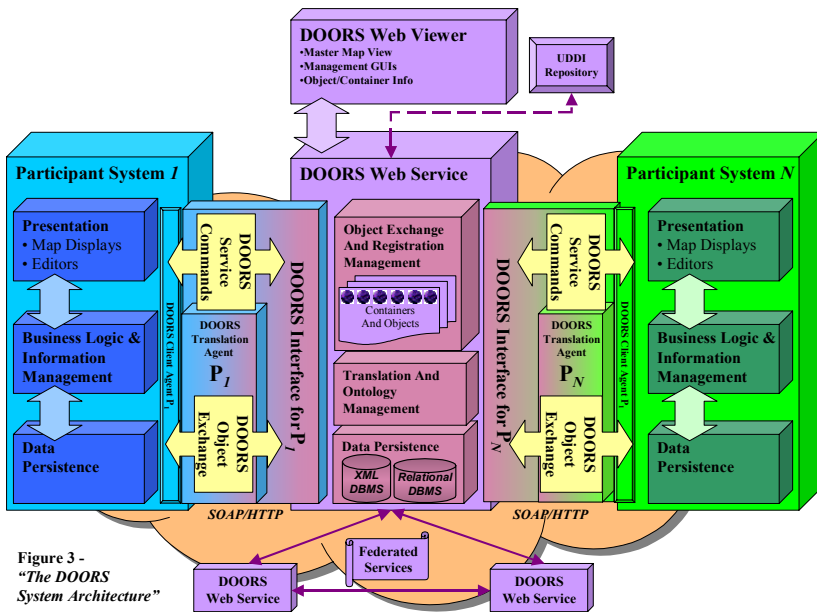 DOORS Web Viewer
•Master Map View
•Management GUIs
•Object/Container Info
UDDI
Repository
Participant System 1
Presentation
• Map Displays
• Editors
Business Logic &
Information
Management
Data
Persistence
DOORS Client Agent P1
DOORS
Service
Commands
DOORS
Translation
Agent
P1
DOORS
Object
Exchange
DOORS Interface for P1
SOAP/HTTP
DOORS Web Service
Object Exchange
And Registration
Management
Containers
And Objects
Translation And
Ontology
Management
Data Persistence
XML
DBMS
Relational
DBMS
DOORS Interface for PN
DOORS
Service
Commands
DOORS
Translation
Agent
PN
DOORS
Object
Exchange
DOORS Client Agent P1
SOAP/HTTP
Participant System N
Presentation
• Map Displays
• Editors
Business Logic &
Information
Management
Data
Persistence
Federated
Services
DOORS
Web Service
DOORS
Web Service
Figure 3 -
“The DOORS
System Architecture”